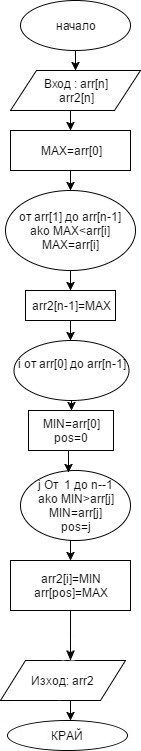 начало
Вход : arr[n]
arr2[n]
MAX=arr[0]
от arr[1] до arr[n-1]
ako MAX<arr[i]
MAX=arr[i]
arr2[n-1]=MAX
i от arr[0] до arr[n-1]
MIN=arr[0]
pos=0
j От 1 до n--1
ako MIN>arr[j]
MIN=arr[j]
pos=j
arr2[i]=MIN
arr[pos]=MAX
Изход: arr2
КРАЙ